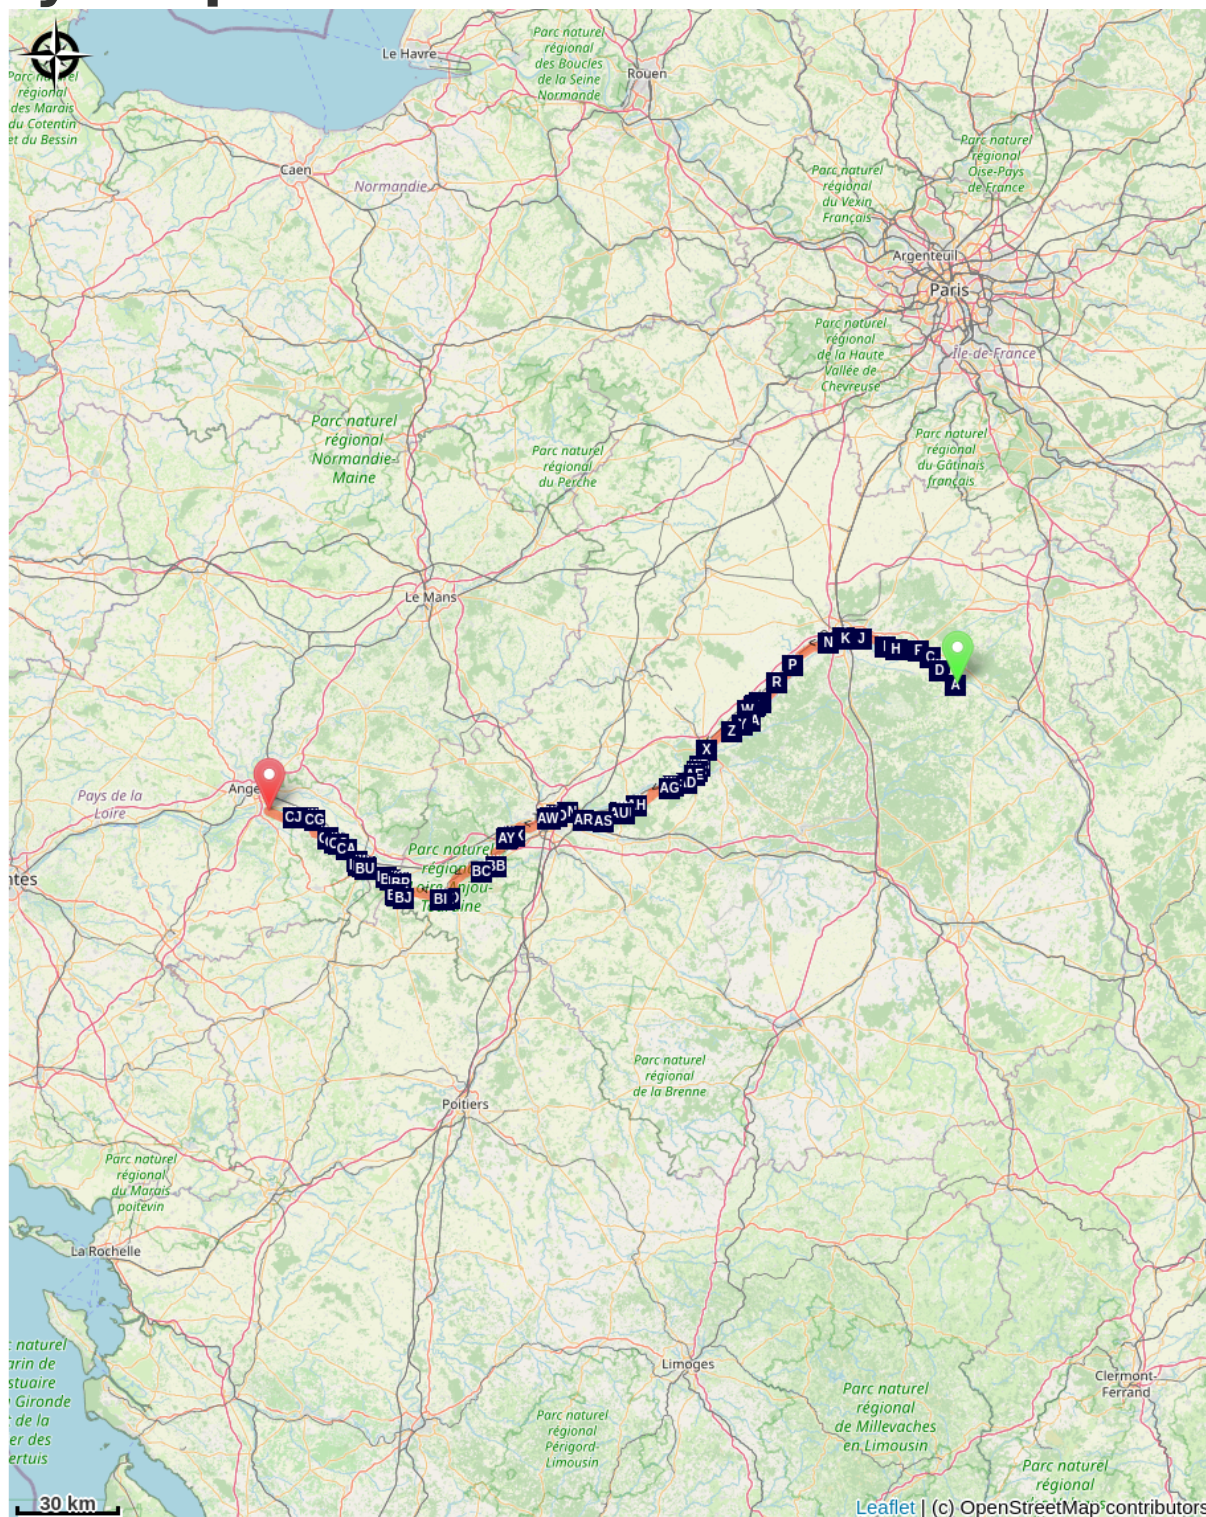 Le Havre
Parc naturel
régional
des Boucles
de la Seine
Normande
Rouen
régional
des Marais
du Cotentin
et du Bessin
Caen
Normandie
Parc naturel
régional
Oise-Pays
de France
Parc naturel
régional
du Vexin
Français
Argenteuil
Paris
Île-de-France
Parc naturel
régional
de la Haute
Vallée de
Chevreuse
Parc naturel
régional
Normandie-
Maine
Parc naturel
régional
du Perche
Parc naturel
régional
du Gâtinais
français
Le Mans
N
K
J
I
H
F
D
A
P
R
W
Z
X
AG
AR
AS
AW
AY
BC
BI
BJ
BU
CA
CG
CJ
Pays de la
Loire
Parc naturel
Parc naturel
régional
de la Brenne
Poitiers
Parc naturel
régional
du Marais
poitevin
La Rochelle
naturel
Gironde
de la
Limoges
Clermont-
Ferrand
Parc naturel
régional
de Millevaches
en Limousin
Parc naturel
régional
Périgord-
Limousin
Parc naturel
régional
30 km
Leaflet | (c) OpenStreetMap contributors